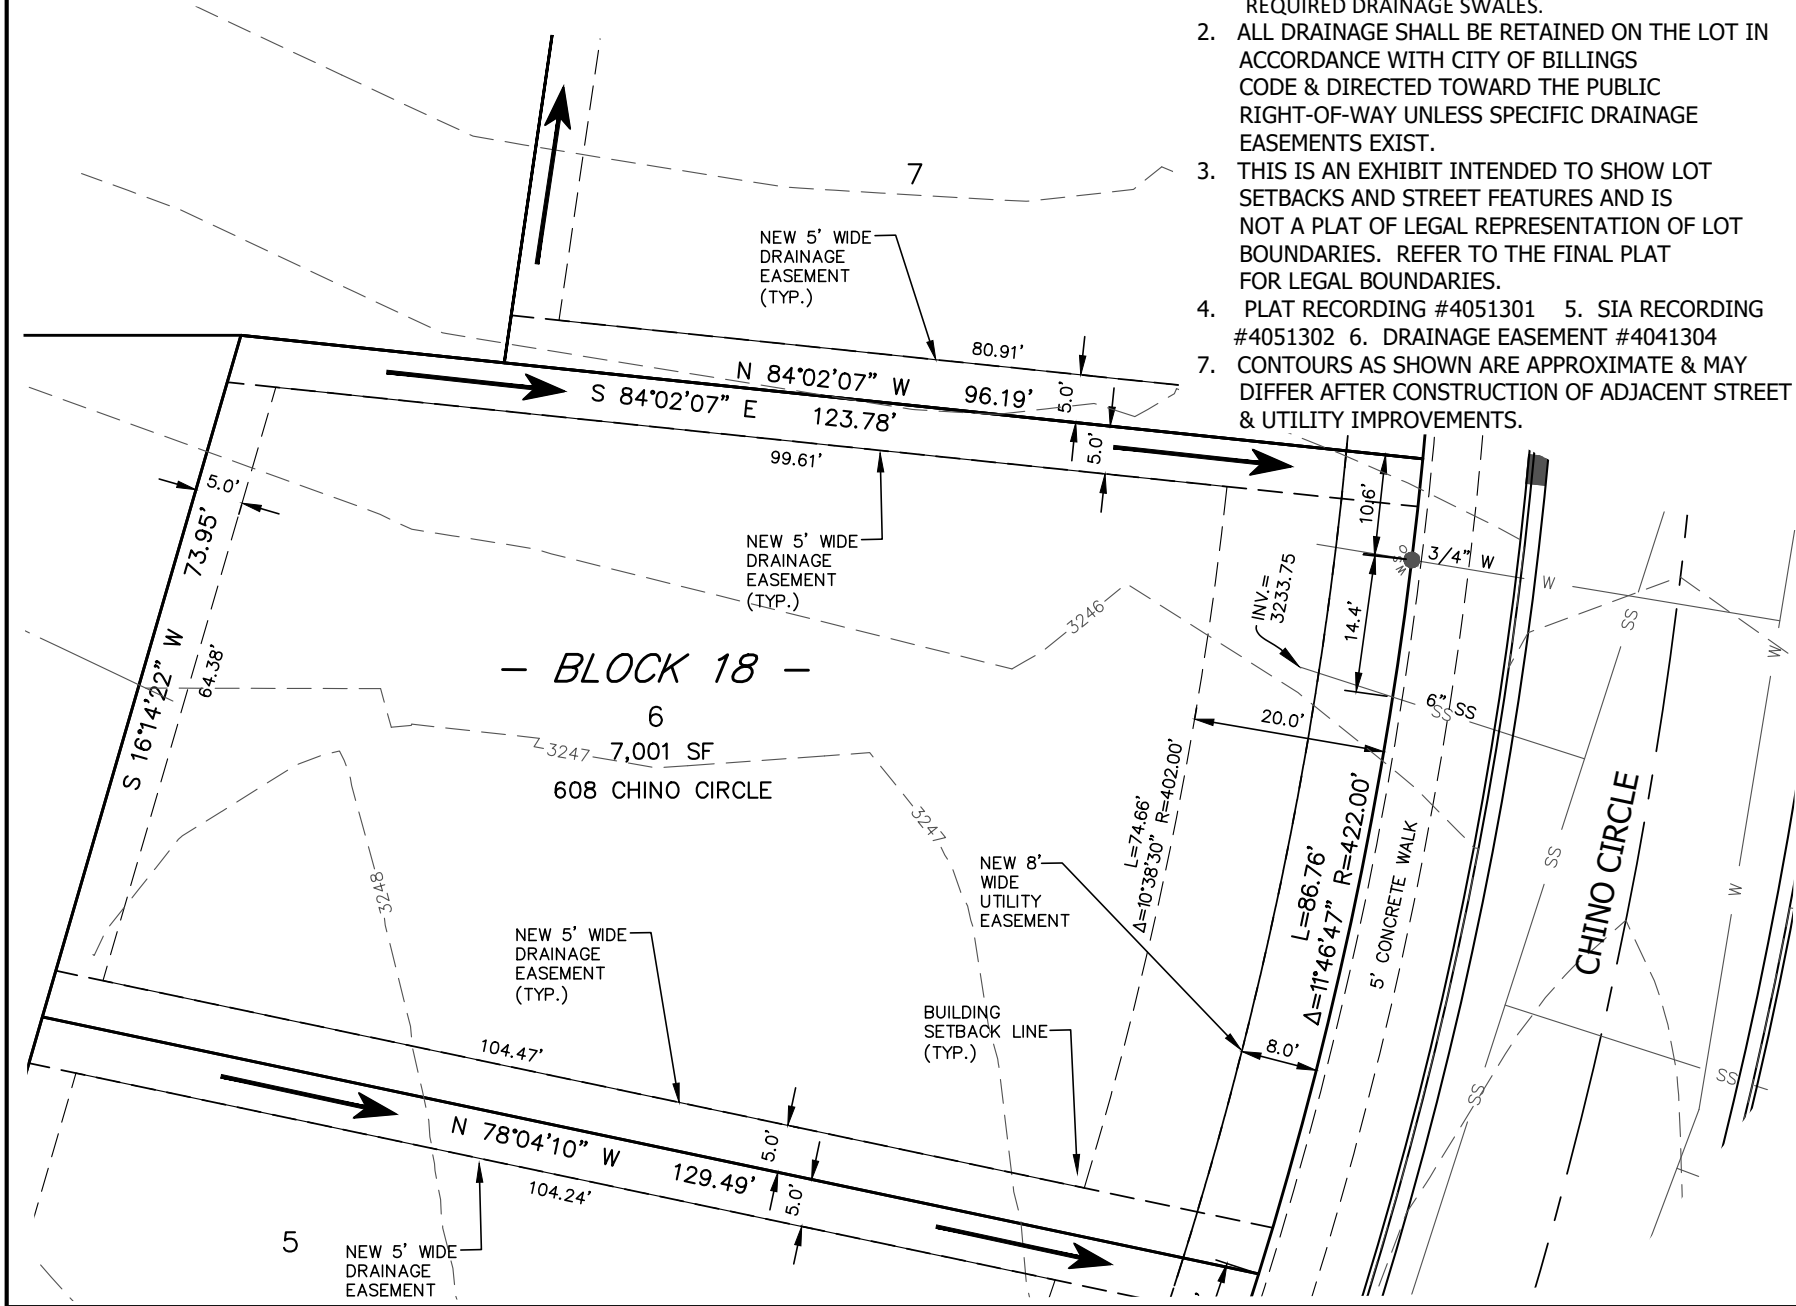 REQUIRED DRAINAGE SWALES.
2. ALL DRAINAGE SHALL BE RETAINED ON THE LOT IN
ACCORDANCE WITH CITY OF BILLINGS
CODE & DIRECTED TOWARD THE PUBLIC
RIGHT-OF-WAY UNLESS SPECIFIC DRAINAGE
EASEMENTS EXIST.
3. THIS IS AN EXHIBIT INTENDED TO SHOW LOT
SETBACKS AND STREET FEATURES AND IS
NOT A PLAT OF LEGAL REPRESENTATION OF LOT
BOUNDARIES. REFER TO THE FINAL PLAT
FOR LEGAL BOUNDARIES.
4. PLAT RECORDING #4051301 5. SIA RECORDING
#4051302 6. DRAINAGE EASEMENT #4041304
7. CONTOURS AS SHOWN ARE APPROXIMATE & MAY
DIFFER AFTER CONSTRUCTION OF ADJACENT STREET
& UTILITY IMPROVEMENTS.
7
NEW 5' WIDE
DRAINAGE
EASEMENT
(TYP.)
80.91'
N 84°02'07" W 96.19'
5.0'
S 84°02'07" E 123.78'
5.0'
99.61'
5.0'
NEW 5' WIDE
DRAINAGE
EASEMENT
(TYP.)
10.6'
WSO
3/4" W
W
INV.=
3233.75
14.4'
3246
SS
W
W
S 16°14'22" W 73.95'
64.38'
- BLOCK 18 -
6
7,001 SF
608 CHINO CIRCLE
3247
3247
3248
20.0'
6" SS
SS
L=74.66'
Δ=10°38'30" R=402.00'
L=86.76'
Δ=11°46'47" R=422.00'
5' CONCRETE WALK
CHINO CIRCLE
SS
W
NEW 8'
WIDE
UTILITY
EASEMENT
NEW 5' WIDE
DRAINAGE
EASEMENT
(TYP.)
BUILDING
SETBACK LINE
(TYP.)
8.0'
SS
SS
104.47'
N 78°04'10" W 129.49'
5.0'
5.0'
104.24'
5
NEW 5' WIDE
DRAINAGE
EASEMENT